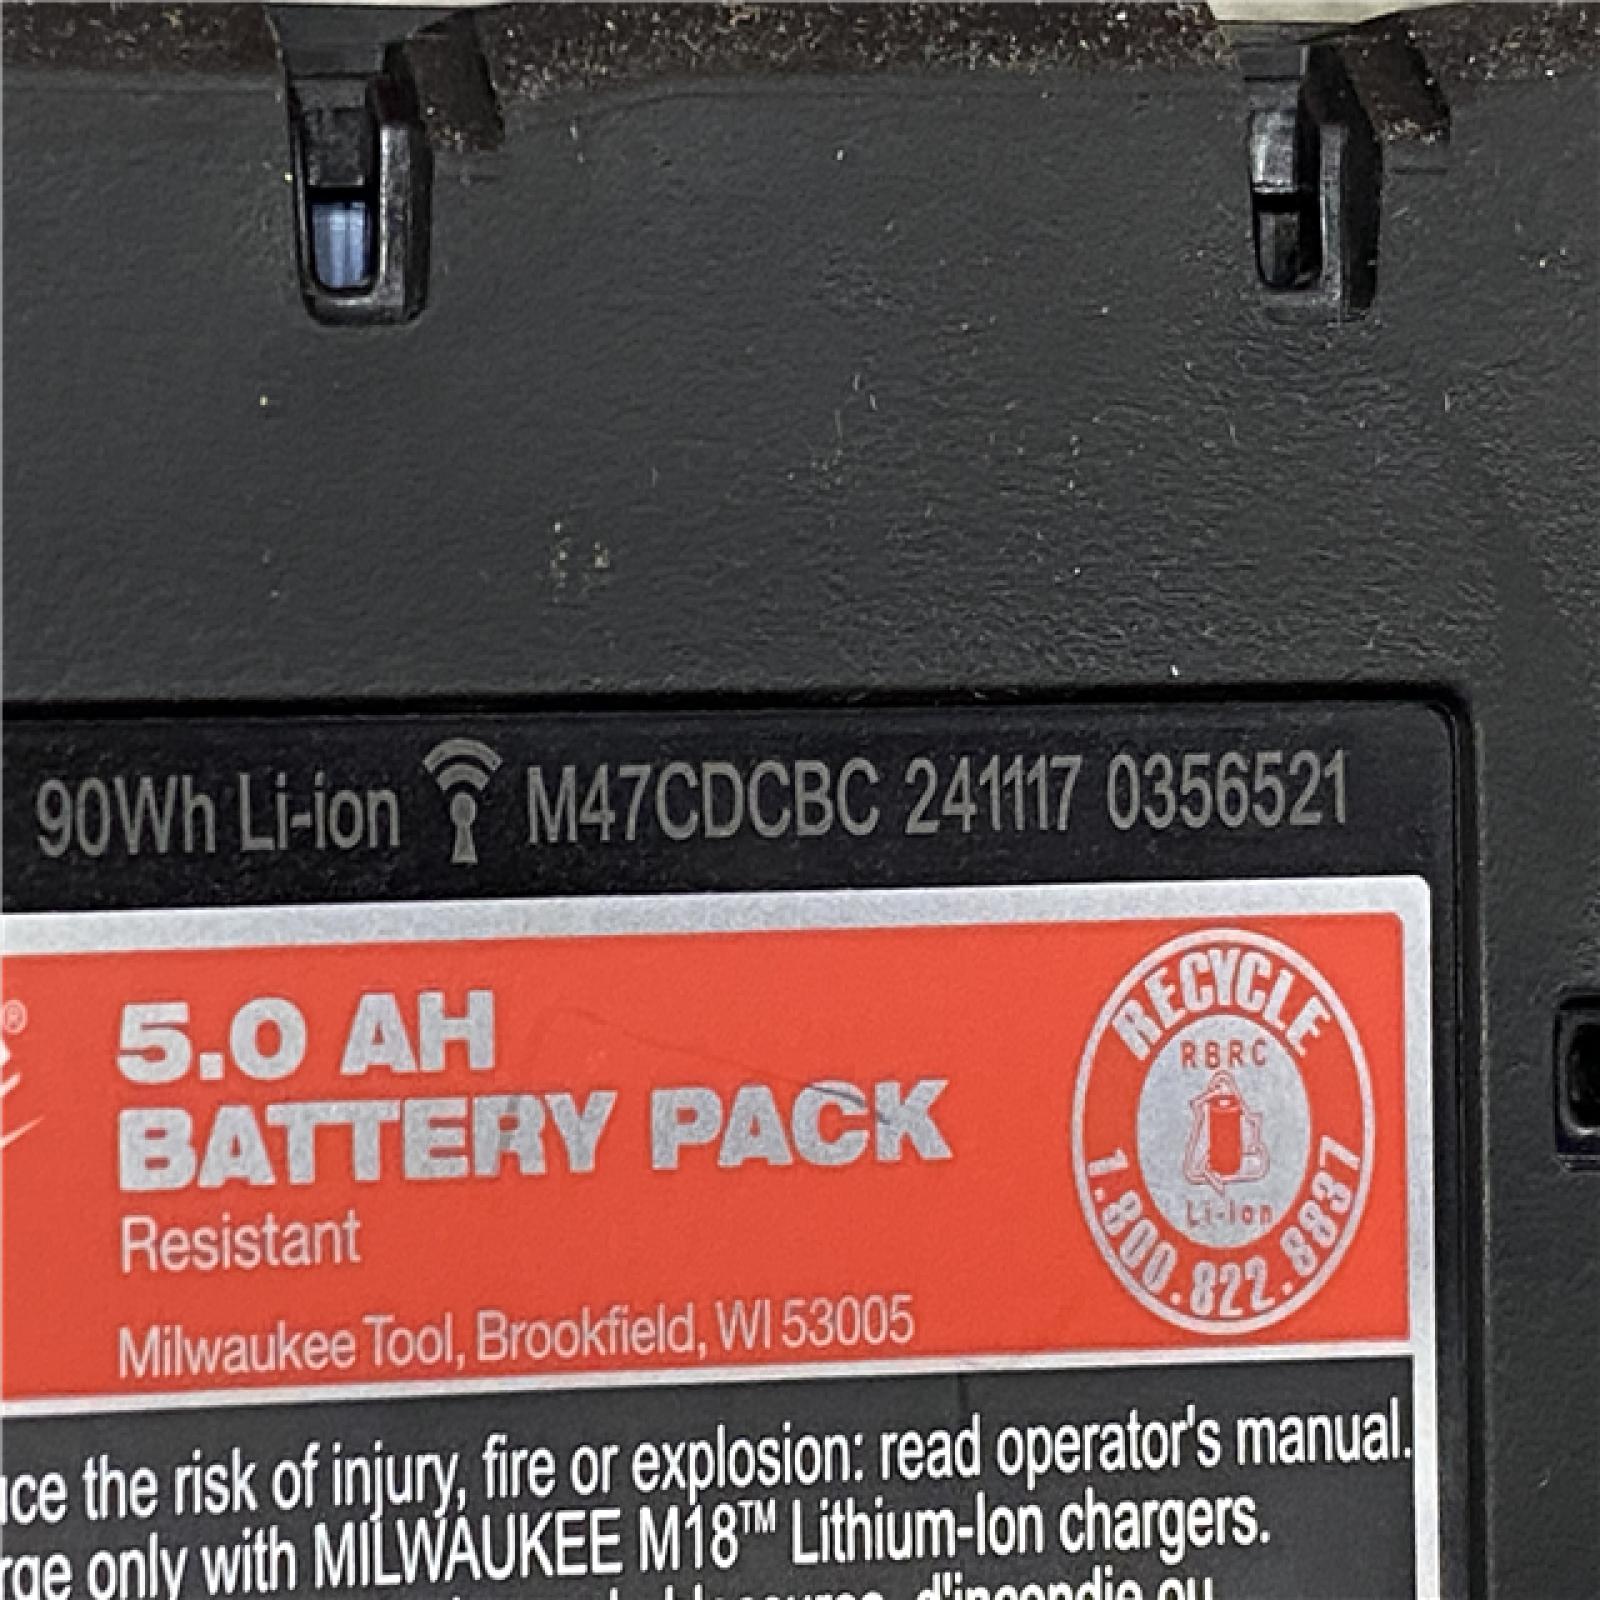 90Wh Li-ion M47CDCBC 241117 0356521
®
5.0 AH
BATTERY PACK
Resistant
Milwaukee Tool, Brookfield, WI 53005
RECYCLE
RBRC
Li-Ion
1.800.822.8837
the risk of injury, fire or explosion: read operator's manual.
only with MILWAUKEE M18™ Lithium-Ion chargers.
d'incendie ou